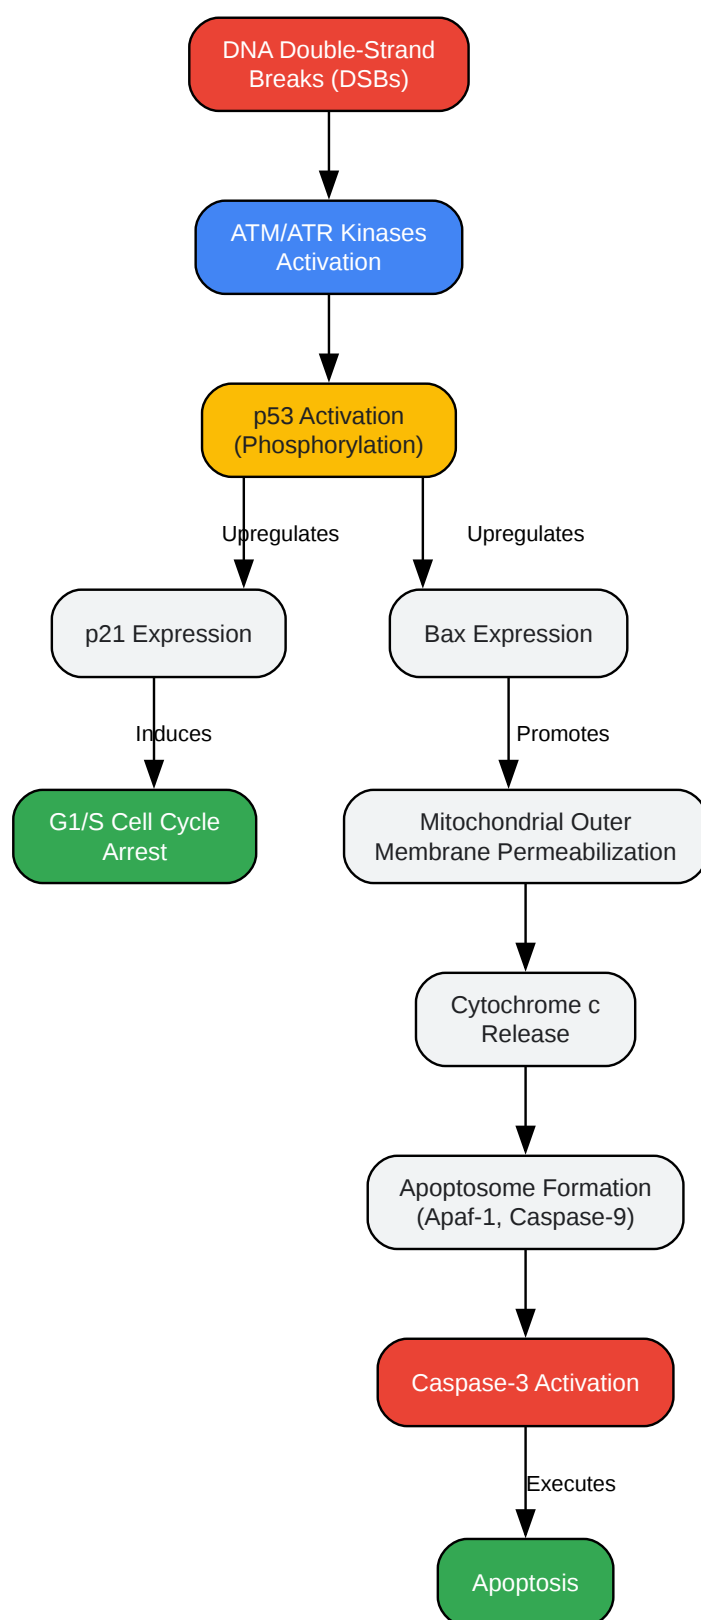 DNA Double-Strand
Breaks (DSBs)
ATM/ATR Kinases
Activation
p53 Activation
(Phosphorylation)
Upregulates
Upregulates
p21 Expression
Bax Expression
Induces
Promotes
G1/S Cell Cycle
Arrest
Mitochondrial Outer
Membrane Permeabilization
Cytochrome c
Release
Apoptosome Formation
(Apaf-1, Caspase-9)
Caspase-3 Activation
Executes
Apoptosis